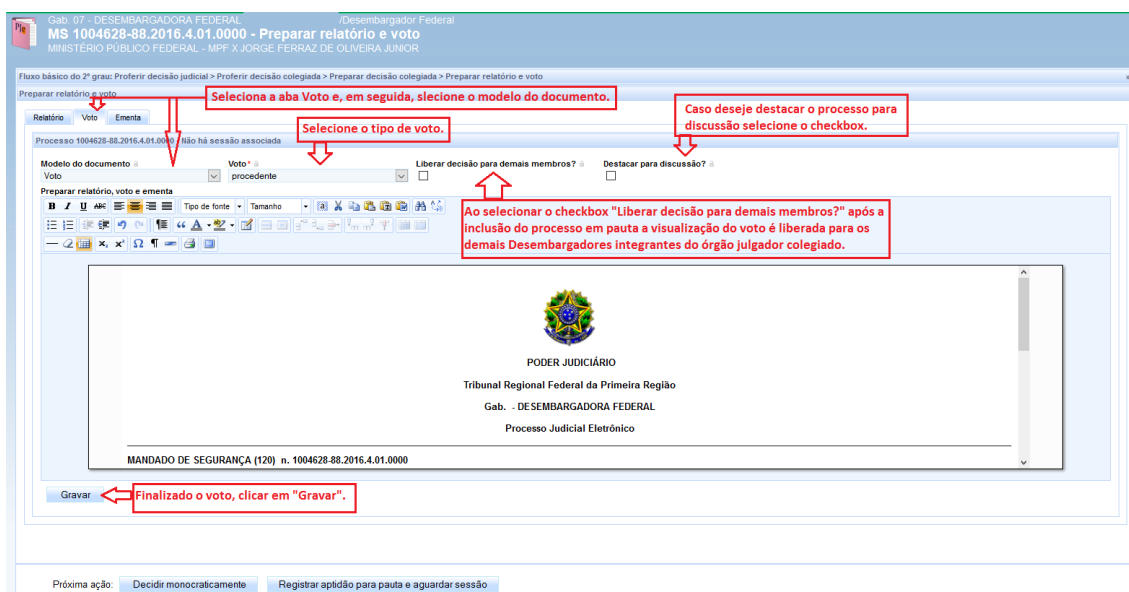 PJe
Gab. 07 - DESEMBARGADORA FEDERAL /Desembargador Federal
MS 1004628-88.2016.4.01.0000 - Preparar relatório e voto
MINISTÉRIO PÚBLICO FEDERAL - MPF X JORGE FERRAZ DE OLIVEIRA JUNIOR
Fluxo básico do 2º grau: Proferir decisão judicial > Proferir decisão colegiada > Preparar decisão colegiada > Preparar relatório e voto
Preparar relatório e voto
Seleciona a aba Voto e, em seguida, slecione o modelo do documento.
Caso deseje destacar o processo para
discussão selecione o checkbox.
Relatório Voto Ementa
Selecione o tipo de voto.
Processo 1004628-88.2016.4.01.0000 - Não há sessão associada
Modelo do documento Voto* Liberar decisão para demais membros? Destacar para discussão?
Voto procedente
Preparar relatório, voto e ementa
B I U ABC Tipo de fonte Tamanho
Ao selecionar o checkbox "Liberar decisão para demais membros?" após a
inclusão do processo em pauta a visualização do voto é liberada para os
demais Desembargadores integrantes do órgão julgador colegiado.
PODER JUDICIÁRIO
Tribunal Regional Federal da Primeira Região
Gab. - DESEMBARGADORA FEDERAL
Processo Judicial Eletrônico
MANDADO DE SEGURANÇA (120) n. 1004628-88.2016.4.01.0000
Gravar
Finalizado o voto, clicar em "Gravar".
Próxima ação: Decidir monocraticamente Registrar aptidão para pauta e aguardar sessão